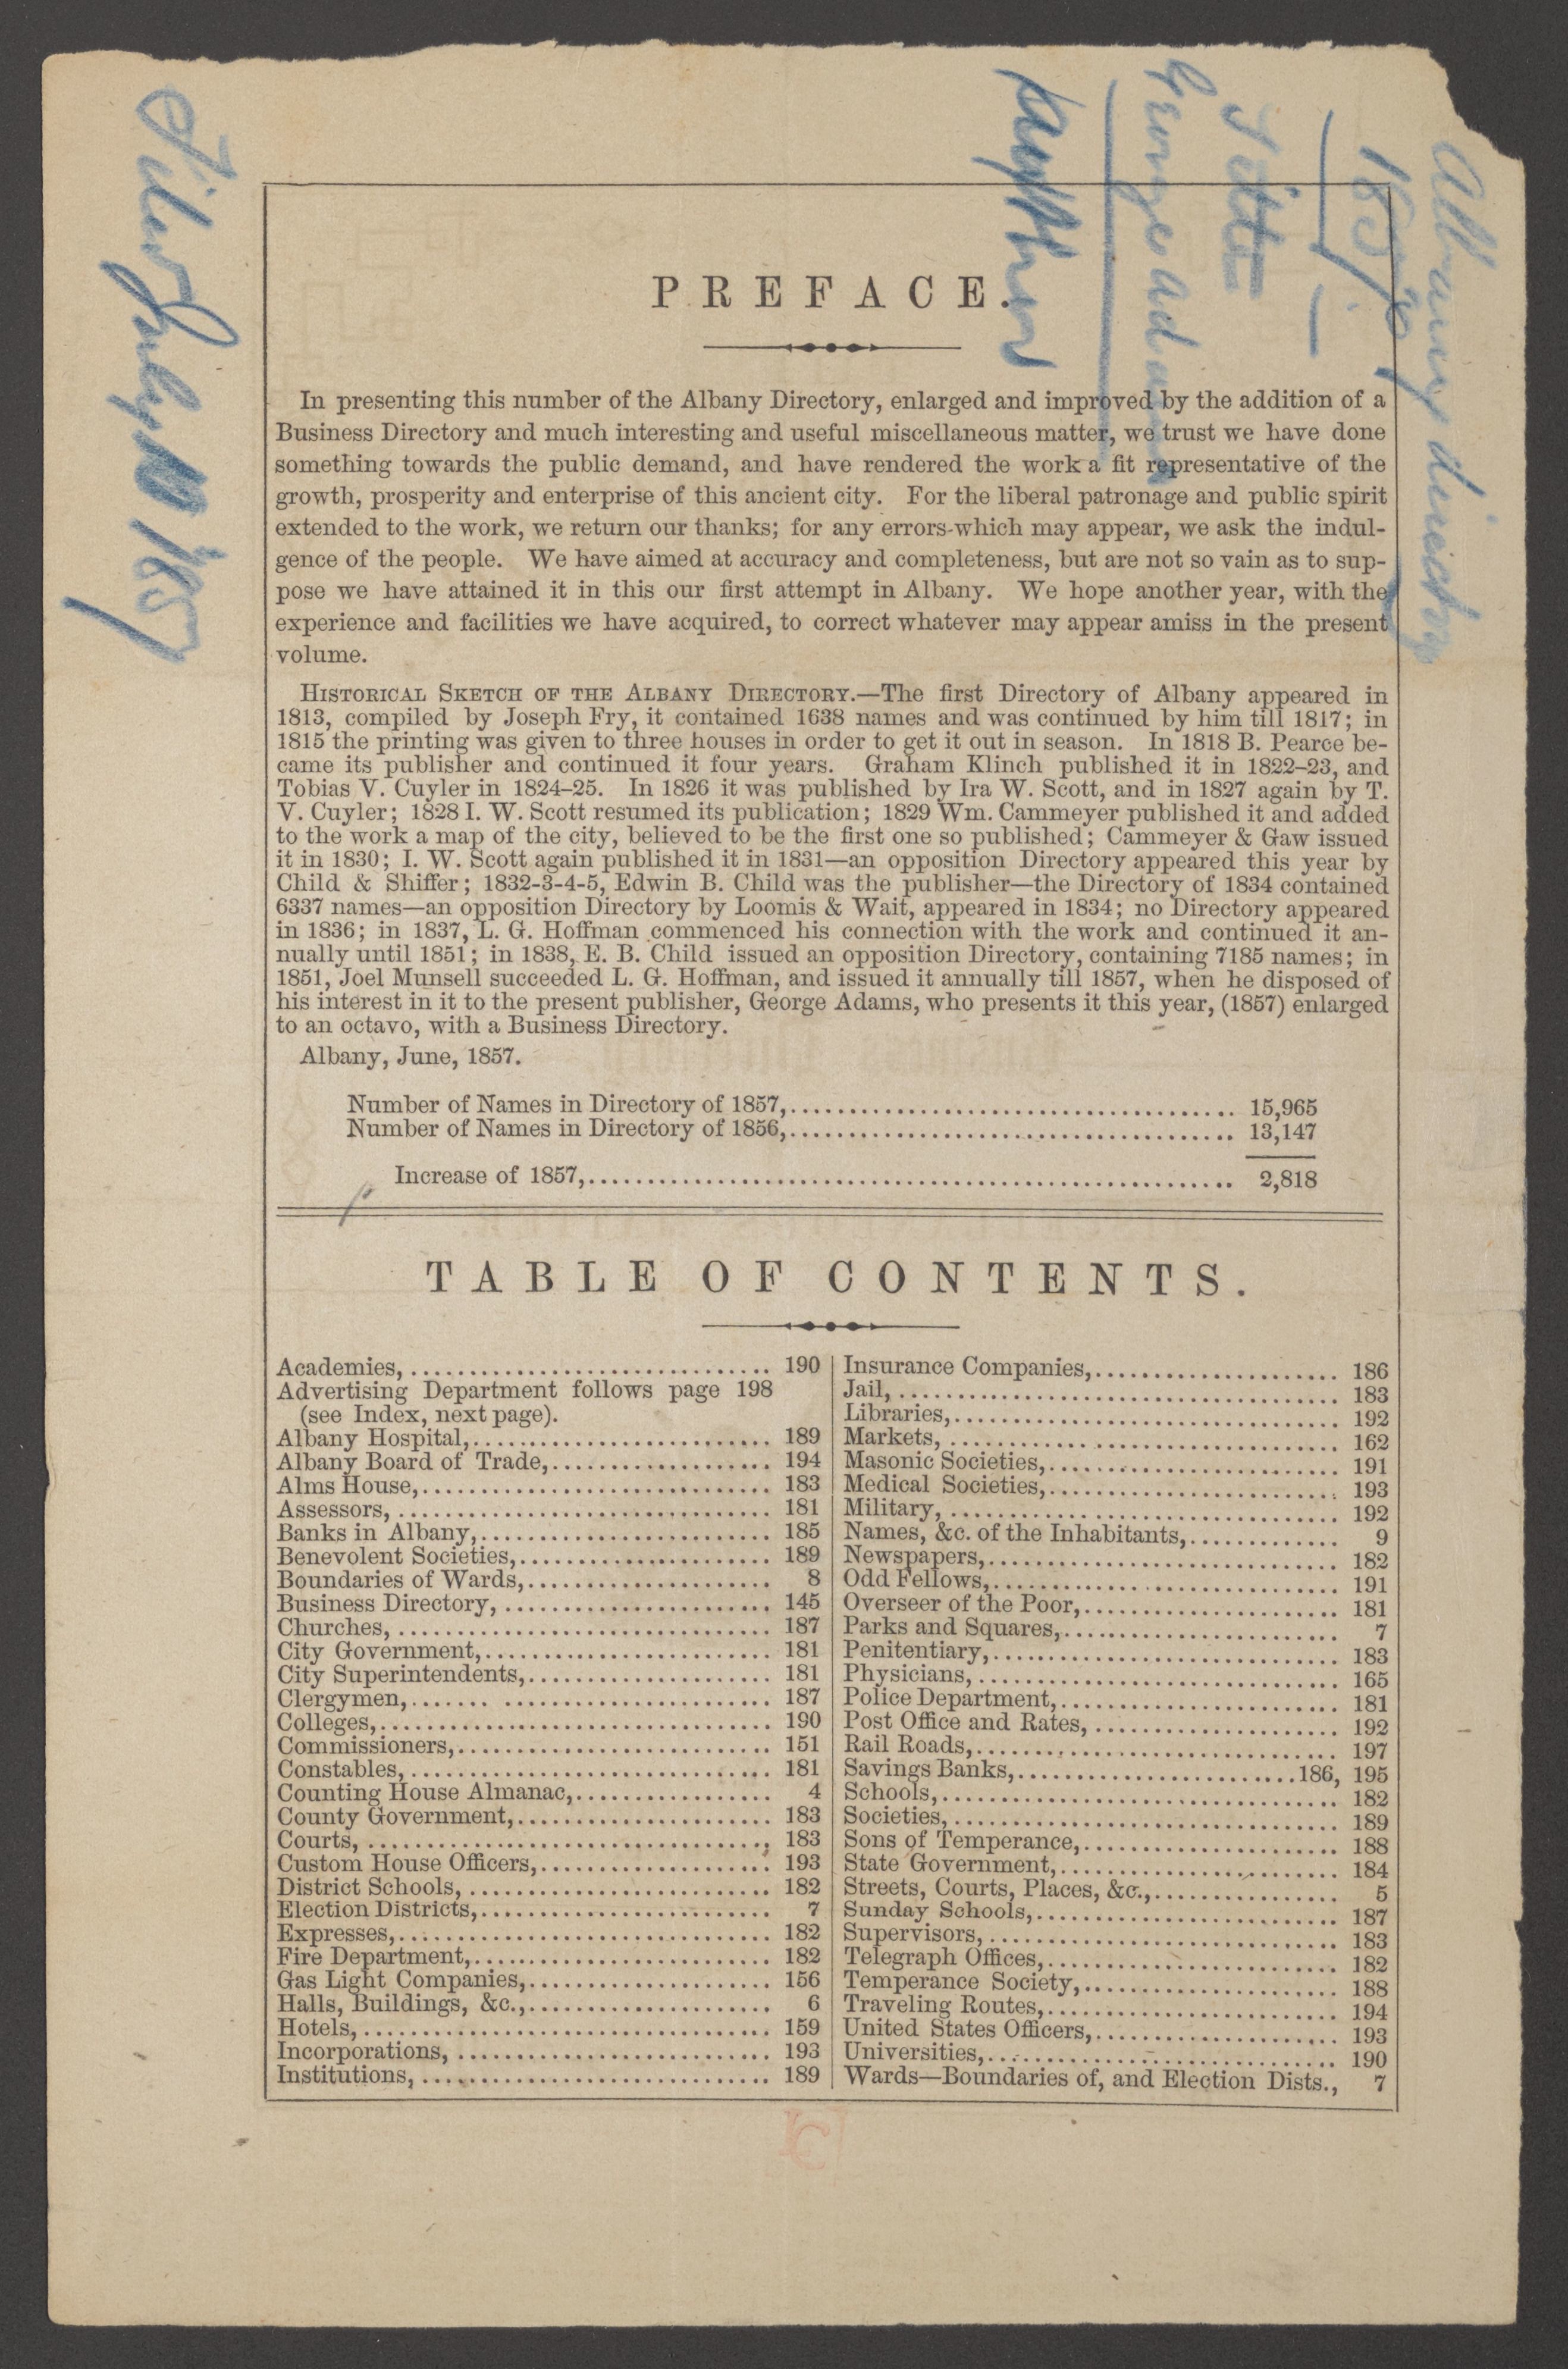 Albany directory
1857
Title
George Adams
Author
Filed July 10 1857
PREFACE.
In presenting this number of the Albany Directory, enlarged and improved by the addition of a
Business Directory and much interesting and useful miscellaneous matter, we trust we have done
something towards the public demand, and have rendered the work a fit representative of the
growth, prosperity and enterprise of this ancient city. For the liberal patronage and public spirit
extended to the work, we return our thanks; for any errors which may appear, we ask the indul-
gence of the people. We have aimed at accuracy and completeness, but are not so vain as to sup-
pose we have attained it in this our first attempt in Albany. We hope another year, with the
experience and facilities we have acquired, to correct whatever may appear amiss in the present
volume.
HISTORICAL SKETCH OF THE ALBANY DIRECTORY.—The first Directory of Albany appeared in
1813, compiled by Joseph Fry, it contained 1638 names and was continued by him till 1817; in
1815 the printing was given to three houses in order to get it out in season. In 1818 B. Pearce be-
came its publisher and continued it four years. Graham Klinch published it in 1822–23, and
Tobias V. Cuyler in 1824–25. In 1826 it was published by Ira W. Scott, and in 1827 again by T.
V. Cuyler; 1828 I. W. Scott resumed its publication; 1829 Wm. Cammeyer published it and added
to the work a map of the city, believed to be the first one so published; Cammeyer & Gaw issued
it in 1830; I. W. Scott again published it in 1831—an opposition Directory appeared this year by
Child & Shiffer; 1832-3-4-5, Edwin B. Child was the publisher—the Directory of 1834 contained
6337 names—an opposition Directory by Loomis & Wait, appeared in 1834; no Directory appeared
in 1836; in 1837, L. G. Hoffman commenced his connection with the work and continued it an-
nually until 1851; in 1838, E. B. Child issued an opposition Directory, containing 7185 names; in
1851, Joel Munsell succeeded L. G. Hoffman, and issued it annually till 1857, when he disposed of
his interest in it to the present publisher, George Adams, who presents it this year, (1857) enlarged
to an octavo, with a Business Directory.
Albany, June, 1857.
Number of Names in Directory of 1857,........ 15,965
Number of Names in Directory of 1856,........ 13,147
Increase of 1857,........ 2,818
TABLE OF CONTENTS.
Academies,........ 190
Advertising Department follows page 198
(see Index, next page).
Albany Hospital,........ 189
Albany Board of Trade,........ 194
Alms House,........ 183
Assessors,........ 181
Banks in Albany,........ 185
Benevolent Societies,........ 189
Boundaries of Wards,........ 8
Business Directory,........ 145
Churches,........ 187
City Government,........ 181
City Superintendents,........ 181
Clergymen,........ 187
Colleges,........ 190
Commissioners,........ 151
Constables,........ 181
Counting House Almanac,........ 4
County Government,........ 183
Courts,........ 183
Custom House Officers,........ 193
District Schools,........ 182
Election Districts,........ 7
Expresses,........ 182
Fire Department,........ 182
Gas Light Companies,........ 156
Halls, Buildings, &c.,........ 6
Hotels,........ 159
Incorporations,........ 193
Institutions,........ 189
Insurance Companies,........ 186
Jail,........ 183
Libraries,........ 192
Markets,........ 162
Masonic Societies,........ 191
Medical Societies,........ 193
Military,........ 192
Names, &c. of the Inhabitants,........ 9
Newspapers,........ 182
Odd Fellows,........ 191
Overseer of the Poor,........ 181
Parks and Squares,........ 7
Penitentiary,........ 183
Physicians,........ 165
Police Department,........ 181
Post Office and Rates,........ 192
Rail Roads,........ 197
Savings Banks,........186, 195
Schools,........ 182
Societies,........ 189
Sons of Temperance,........ 188
State Government,........ 184
Streets, Courts, Places, &c.,........ 5
Sunday Schools,........ 187
Supervisors,........ 183
Telegraph Offices,........ 182
Temperance Society,........ 188
Traveling Routes,........ 194
United States Officers,........ 193
Universities,........ 190
Wards—Boundaries of, and Election Dists., 7